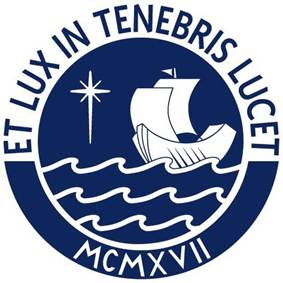 ET LUX IN TENEBRIS LUCET
MCMXVII